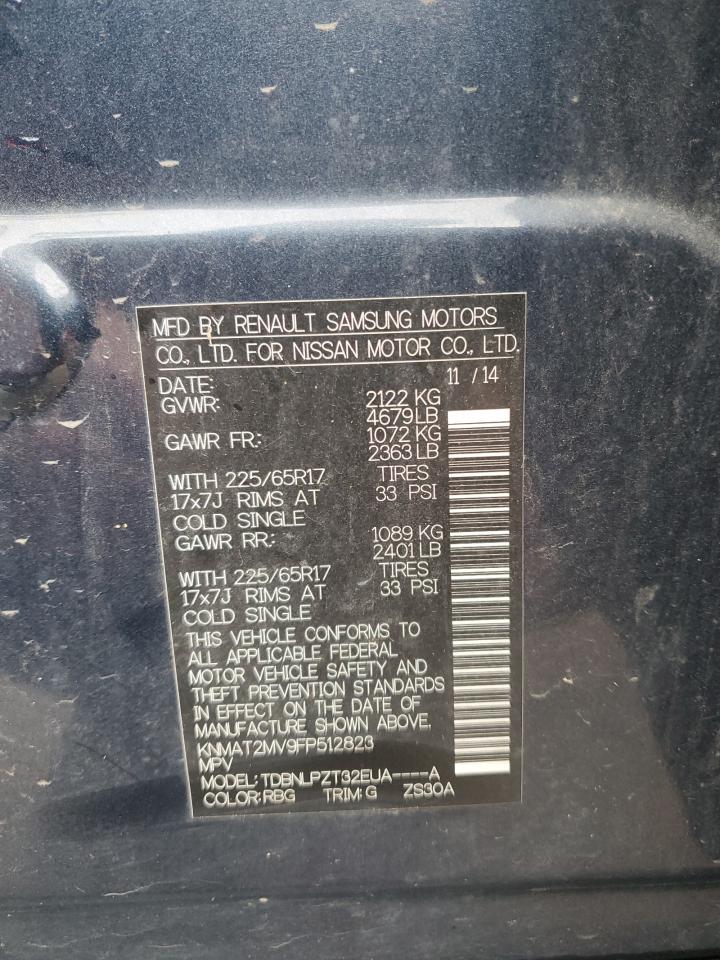 MFD BY RENAULT SAMSUNG MOTORS
CO., LTD. FOR NISSAN MOTOR CO., LTD.
DATE: 11 / 14
GVWR: 2122 KG
4679 LB
GAWR FR.: 1072 KG
2363 LB
WITH 225/65R17 TIRES
17x7J RIMS AT 33 PSI
COLD SINGLE
GAWR RR.: 1089 KG
2401 LB
WITH 225/65R17 TIRES
17x7J RIMS AT 33 PSI
COLD SINGLE
THIS VEHICLE CONFORMS TO
ALL APPLICABLE FEDERAL
MOTOR VEHICLE SAFETY AND
THEFT PREVENTION STANDARDS
IN EFFECT ON THE DATE OF
MANUFACTURE SHOWN ABOVE.
KNMAT2MV9FP512823
MPV
MODEL: TDBNLPZT32EUA----A
COLOR: RBG TRIM: G ZS30A